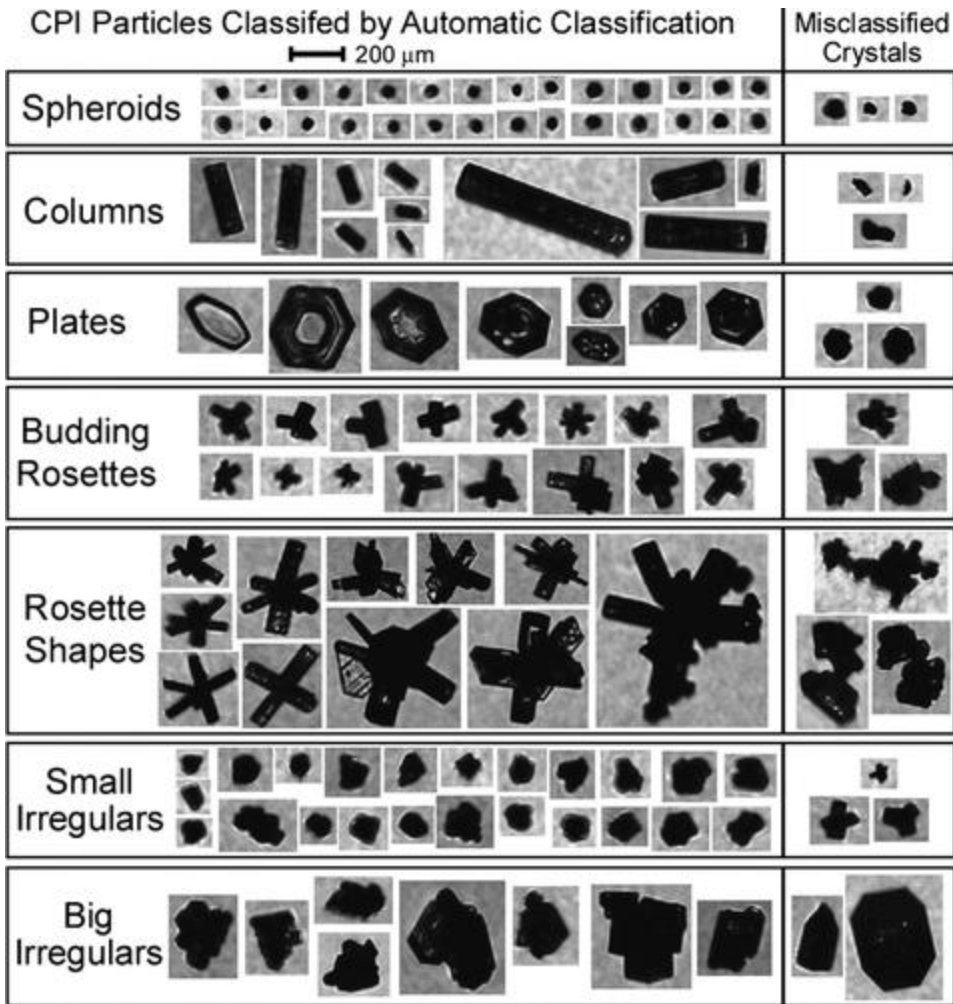 CPI Particles Classifed by Automatic Classification
200 μm
Misclassified
Crystals
Spheroids
Columns
Plates
Budding
Rosettes
Rosette
Shapes
Small
Irregulars
Big
Irregulars